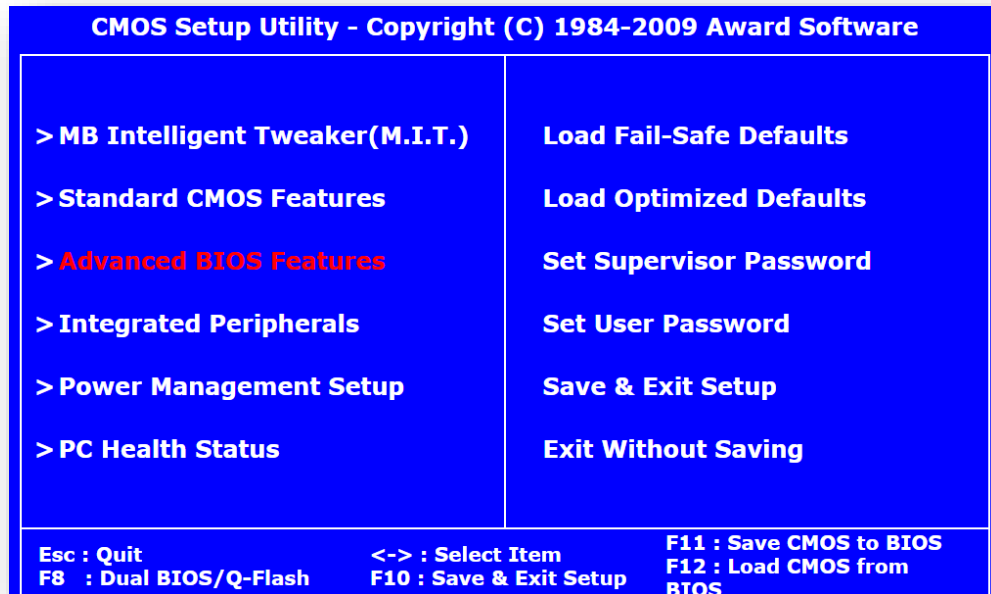 CMOS Setup Utility - Copyright (C) 1984-2009 Award Software
>MB Intelligent Tweaker(M.I.T.)
>Standard CMOS Features
>Advanced BIOS Features
>Integrated Peripherals
>Power Management Setup
>PC Health Status
Load Fail-Safe Defaults
Load Optimized Defaults
Set Supervisor Password
Set User Password
Save & Exit Setup
Exit Without Saving
Esc : Quit
F8 : Dual BIOS/Q-Flash
<-> : Select Item
F10 : Save & Exit Setup
F11 : Save CMOS to BIOS
F12 : Load CMOS from
BIOS